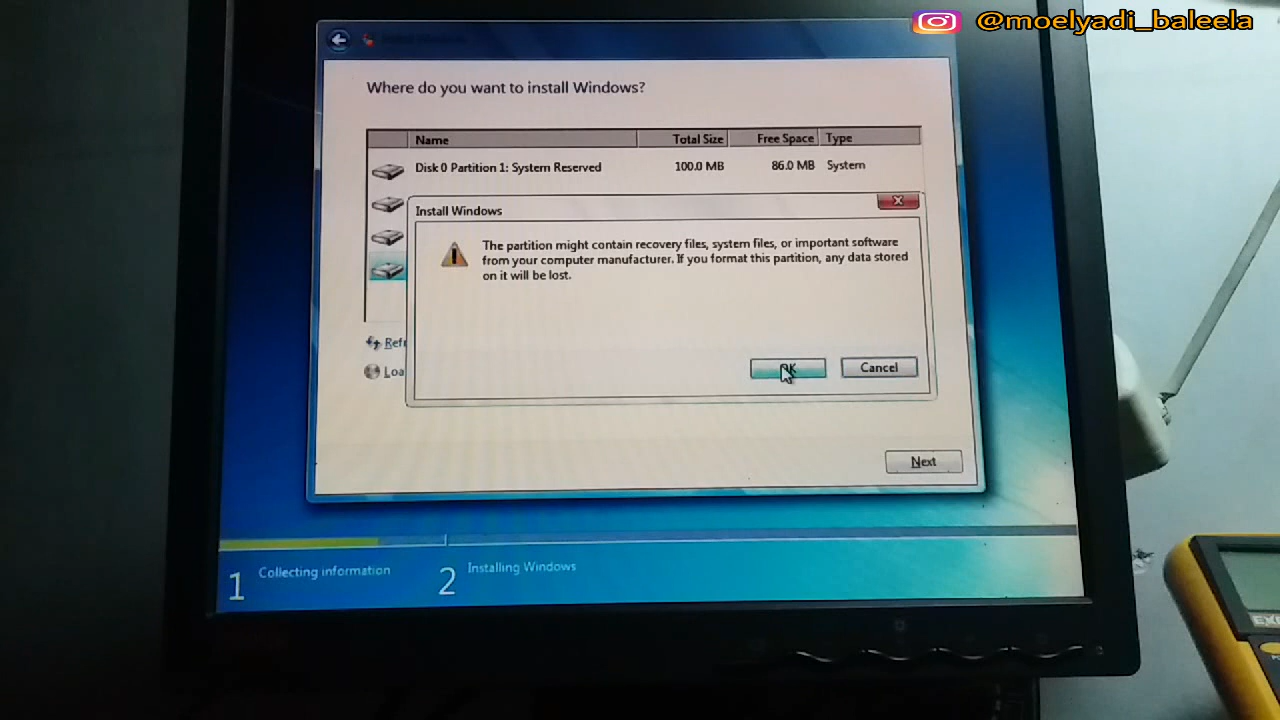 @moelyadi_baleela
Where do you want to install Windows?
Name Total Size Free Space Type
Disk 0 Partition 1: System Reserved 100.0 MB 86.0 MB System
Install Windows
The partition might contain recovery files, system files, or important software
from your computer manufacturer. If you format this partition, any data stored
on it will be lost.
OK Cancel
Refr
Loa
Next
1 Collecting information 2 Installing Windows